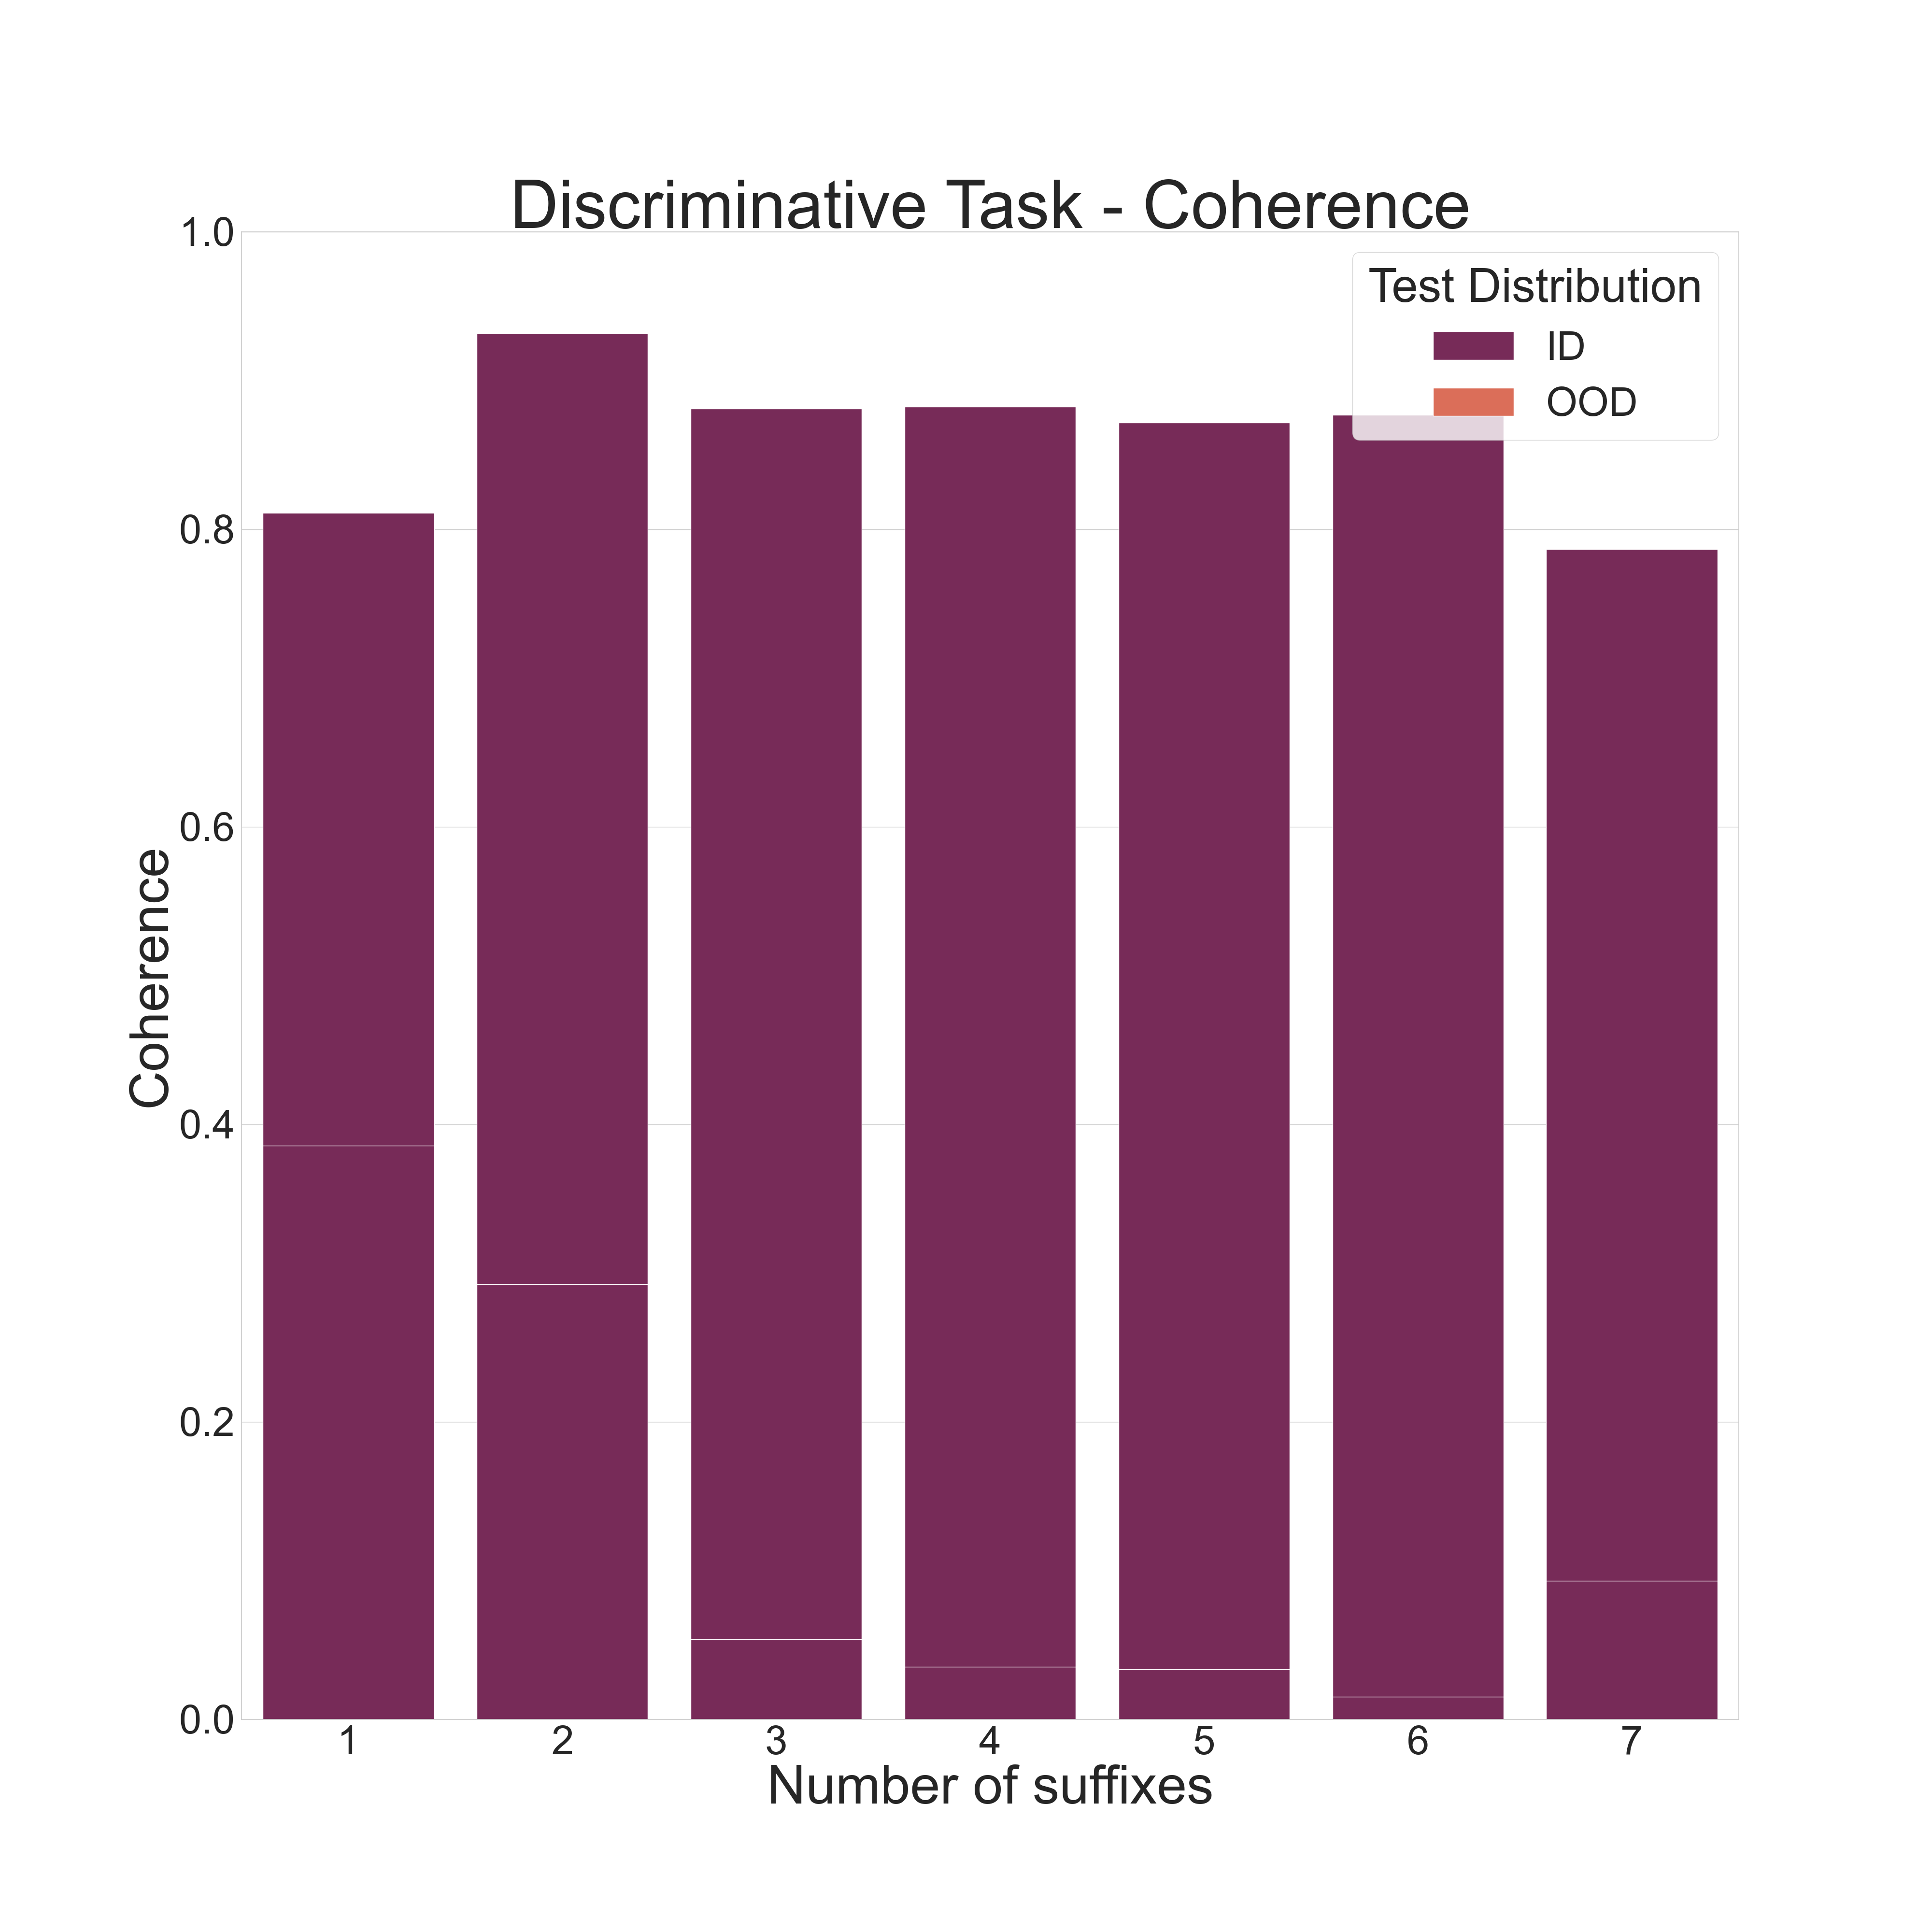 Discriminative Task - Coherence
Test Distribution
ID
OOD
1.0
0.8
0.6
0.4
0.2
0.0
Coherence
1 2 3 4 5 6 7
Number of suffixes